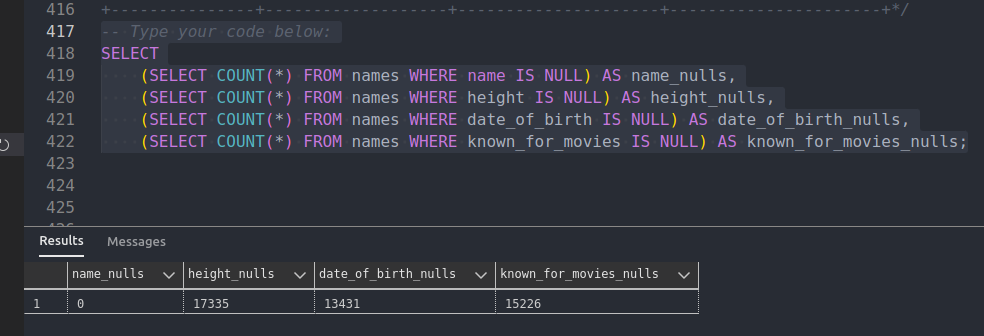 416 +--------------+-------------------+---------------------+----------------------+*/
417 -- Type your code below:
418 SELECT
419 (SELECT COUNT(*) FROM names WHERE name IS NULL) AS name_nulls,
420 (SELECT COUNT(*) FROM names WHERE height IS NULL) AS height_nulls,
421 (SELECT COUNT(*) FROM names WHERE date_of_birth IS NULL) AS date_of_birth_nulls,
422 (SELECT COUNT(*) FROM names WHERE known_for_movies IS NULL) AS known_for_movies_nulls;
423
424
425
Results Messages
name_nulls height_nulls date_of_birth_nulls known_for_movies_nulls
1 0 17335 13431 15226